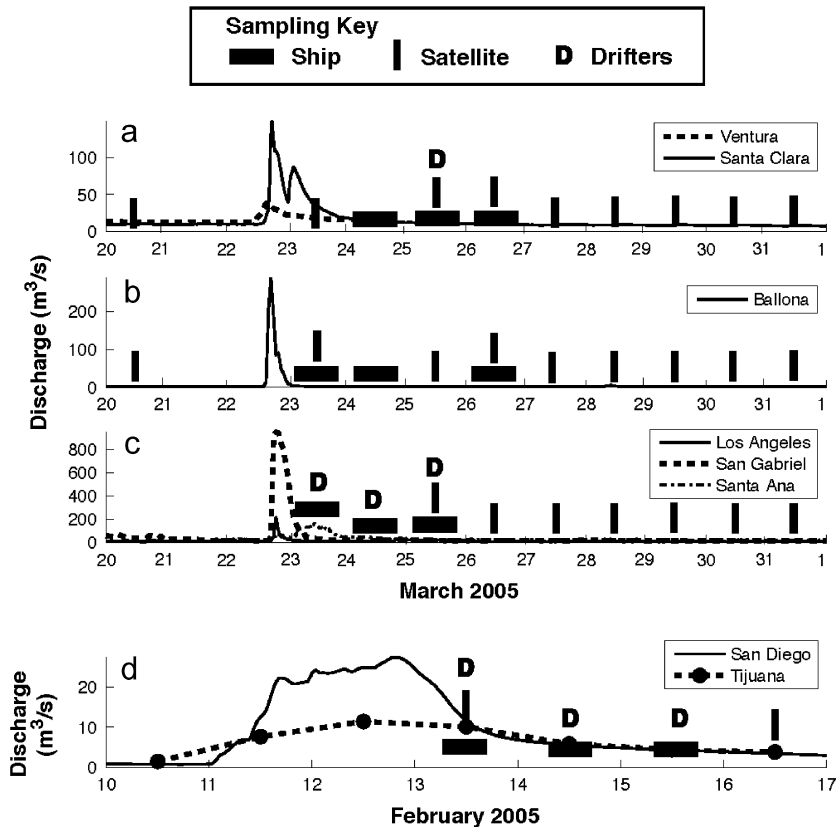 Sampling Key
Ship
Satellite
D Drifters
Discharge (m³/s)
a
D
Ventura
Santa Clara
100
50
0
20 21 22 23 24 25 26 27 28 29 30 31 1
b
Ballona
200
100
0
20 21 22 23 24 25 26 27 28 29 30 31 1
c
D D D
Los Angeles
San Gabriel
Santa Ana
800
600
400
200
0
20 21 22 23 24 25 26 27 28 29 30 31 1
March 2005
Discharge
(m³/s)
d
D D D
San Diego
Tijuana
20
10
0
10 11 12 13 14 15 16 17
February 2005